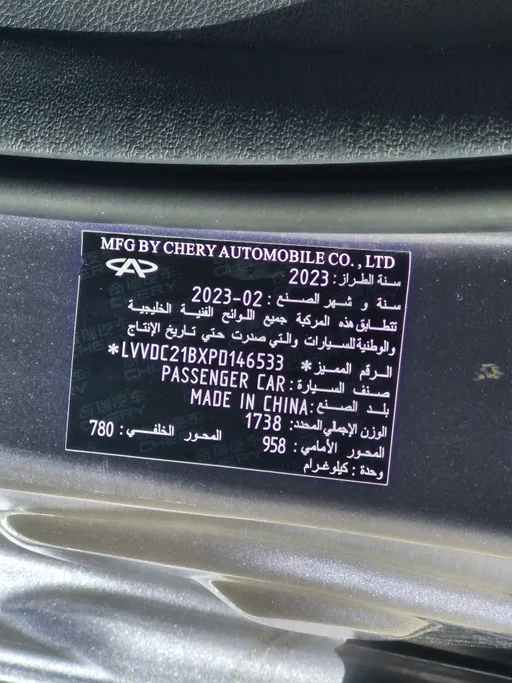 MFG BY CHERY AUTOMOBILE CO. , LTD
سنة الطراز: 2023
سنة و شهر الصنع : 02-2023
تتطابق هذه المركبة جميع اللوائح الفنية الخليجية
والوطنية للسيارات والتي صدرت حتي تاريخ الإنتاج
الرقم المميز: *LVVDC21BXPD146533*
صنف السيارة : PASSENGER CAR
بلد الصنع: MADE IN CHINA
الوزن الإجمالي المحدد: 1738
المحور الأمامي: 958 المحور الخلفي: 780
وحدة : كيلوغرام